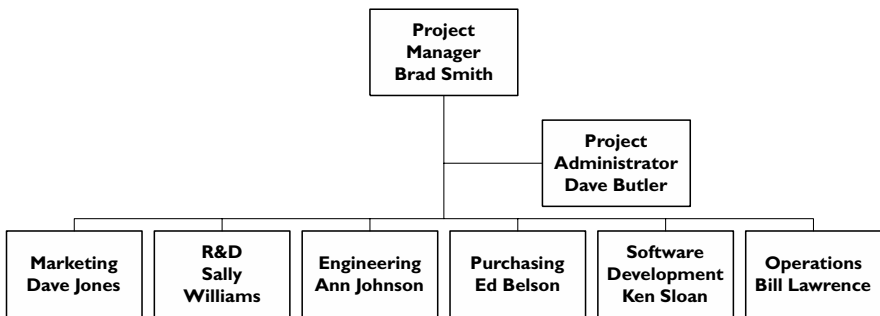 Project
Manager
Brad Smith
Project
Administrator
Dave Butler
Marketing
Dave Jones
R&D
Sally
Williams
Engineering
Ann Johnson
Purchasing
Ed Belson
Software
Development
Ken Sloan
Operations
Bill Lawrence